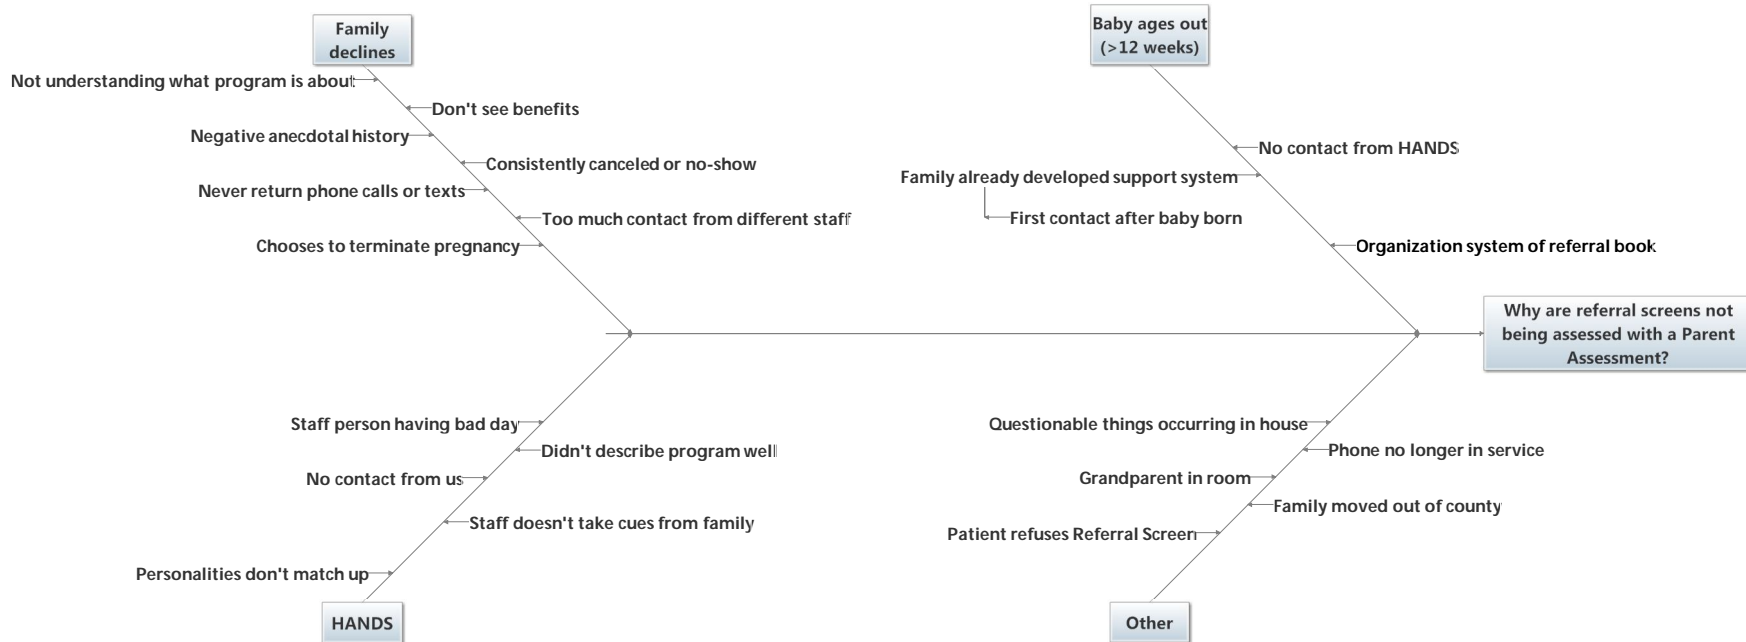 Family
declines
Baby ages out
(>12 weeks)
Not understanding what program is about
Don't see benefits
Negative anecdotal history
Consistently canceled or no-show
Never return phone calls or texts
Too much contact from different staff
Chooses to terminate pregnancy
No contact from HANDS
Family already developed support system
First contact after baby born
Organization system of referral book
Why are referral screens not
being assessed with a Parent
Assessment?
Staff person having bad day
Didn't describe program well
No contact from us
Staff doesn't take cues from family
Personalities don't match up
HANDS
Questionable things occurring in house
Phone no longer in service
Grandparent in room
Family moved out of county
Patient refuses Referral Screen
Other